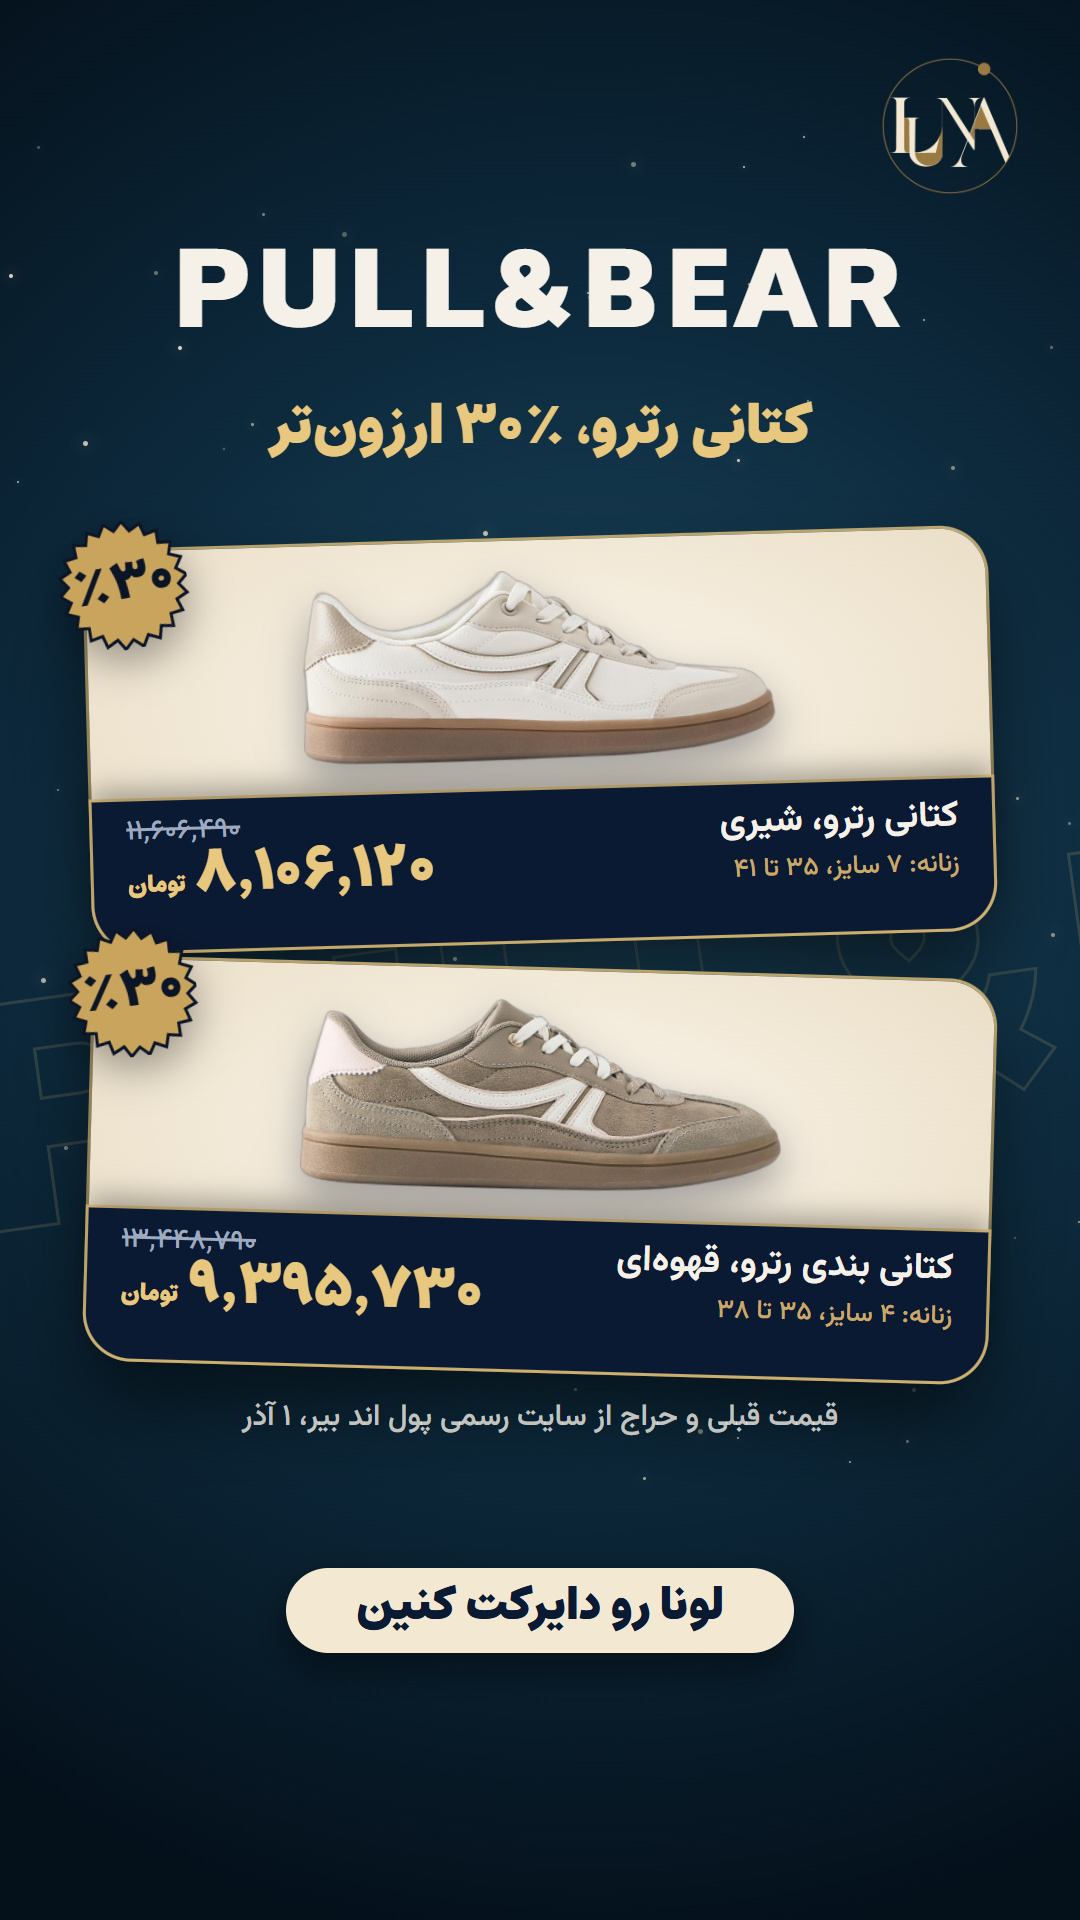 LUNA
PULL&BEAR
کتانی رترو، ۳۰٪ ارزون‌تر
۳۰٪
کتانی رترو، شیری
زنانه: ۷ سایز، ۳۵ تا ۴۱
۱۱,۶۰۶,۴۹۰
۸,۱۰۶,۱۲۰ تومان
۳۰٪
کتانی بندی رترو، قهوه‌ای
زنانه: ۴ سایز، ۳۵ تا ۳۸
۱۳,۴۴۸,۷۹۰
۹,۳۹۵,۷۳۰ تومان
قیمت قبلی و حراج از سایت رسمی پول اند بیر، ۱ آذر
لونا رو دایرکت کنین